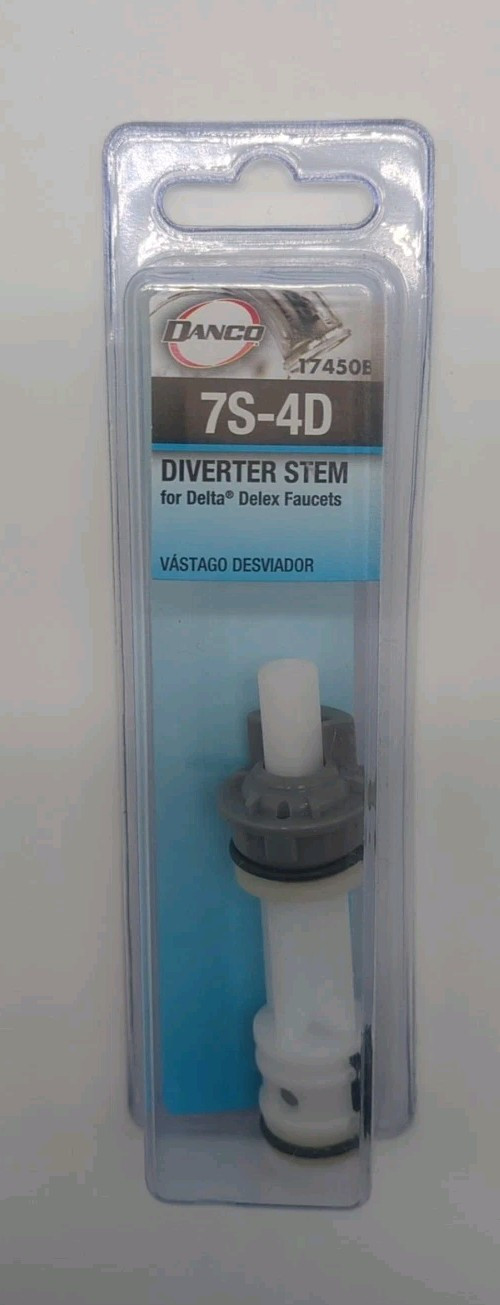 DANCO
17450B
7S-4D
DIVERTER STEM
for Delta® Delex Faucets
VÁSTAGO DESVIADOR